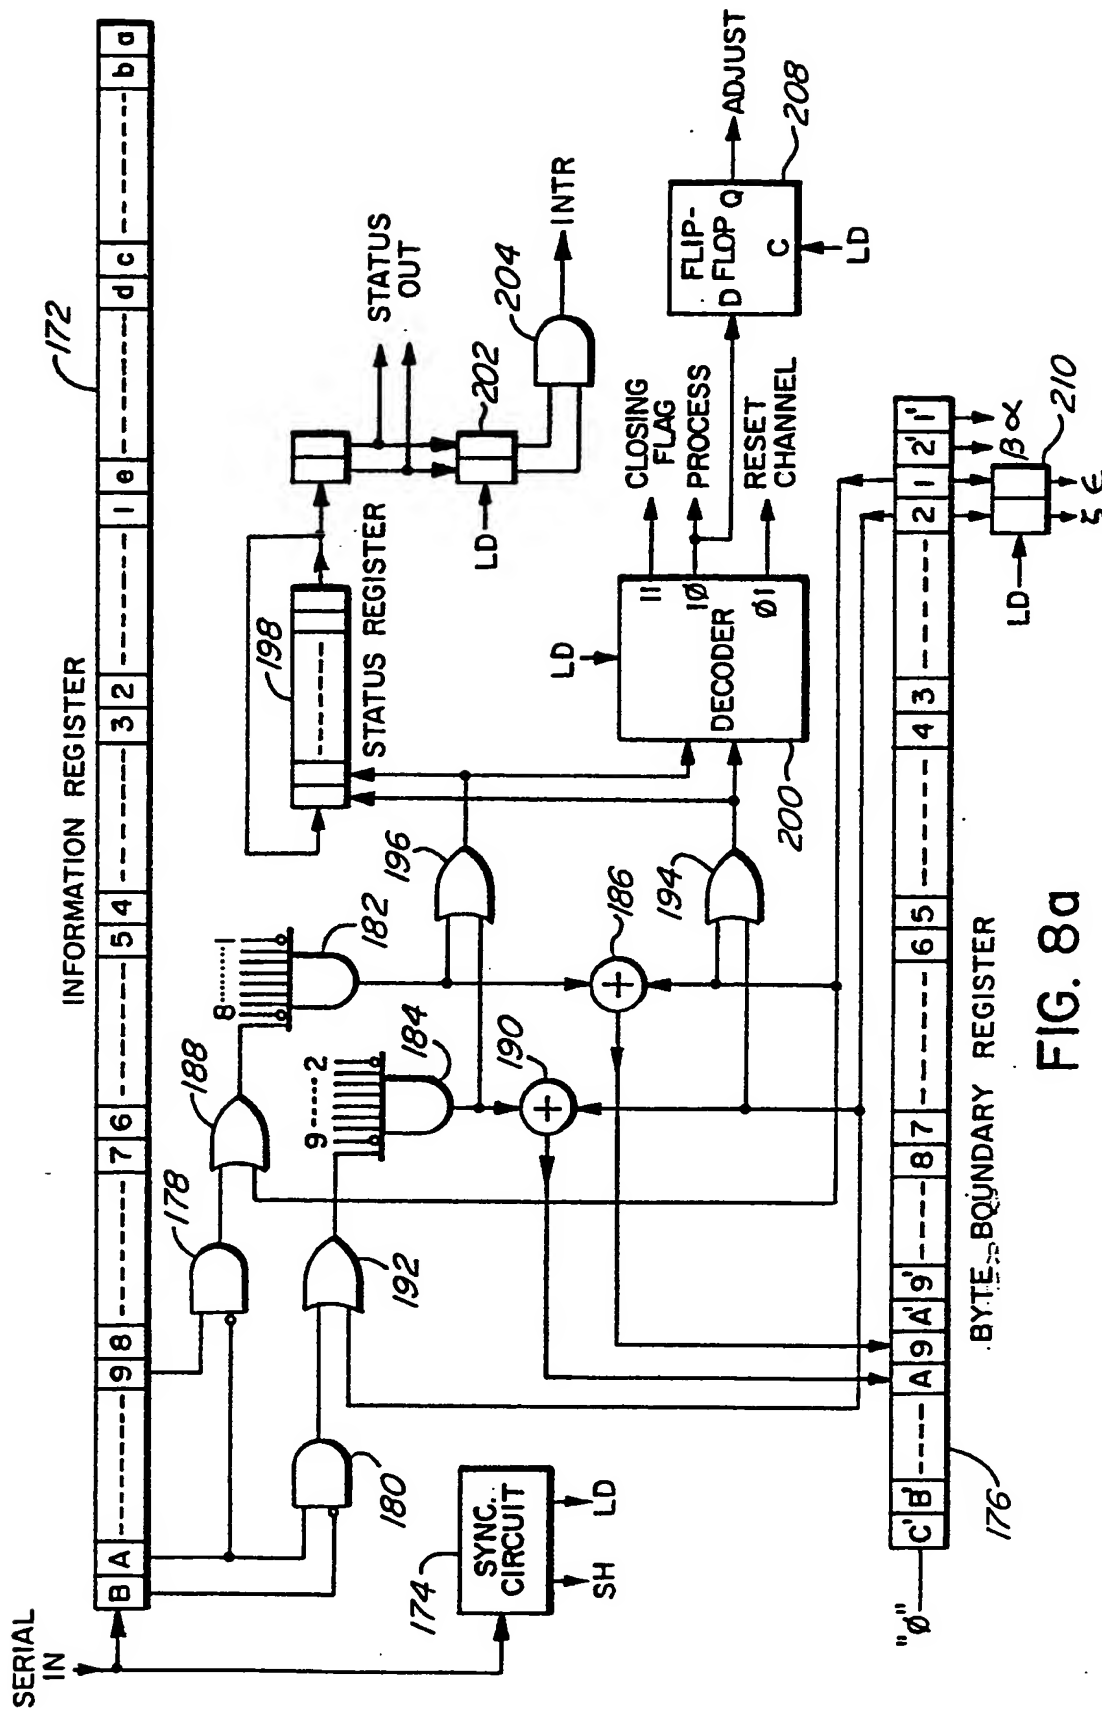 SERIAL
IN
INFORMATION REGISTER
172
B A 9 8 7 6 5 4 3 2 1 e d c b a
178
188
8.........1
182
180
192
9-----2
184
190
186
196
194
198
STATUS REGISTER
STATUS
OUT
LD
202
204
INTR
174
SYNC.
CIRCUIT
SH
LD
LD
DECODER
11
1Ø
Ø1
200
CLOSING
FLAG
PROCESS
RESET
CHANNEL
FLIP-
D FLOP Q
C
LD
ADJUST
208
"Ø"
C' B' A 9 A' 9' 8 7 6 5 4 3 2 1 2' 1'
176
BYTE BOUNDARY REGISTER
β α
LD
210
ζ ε
FIG. 8a